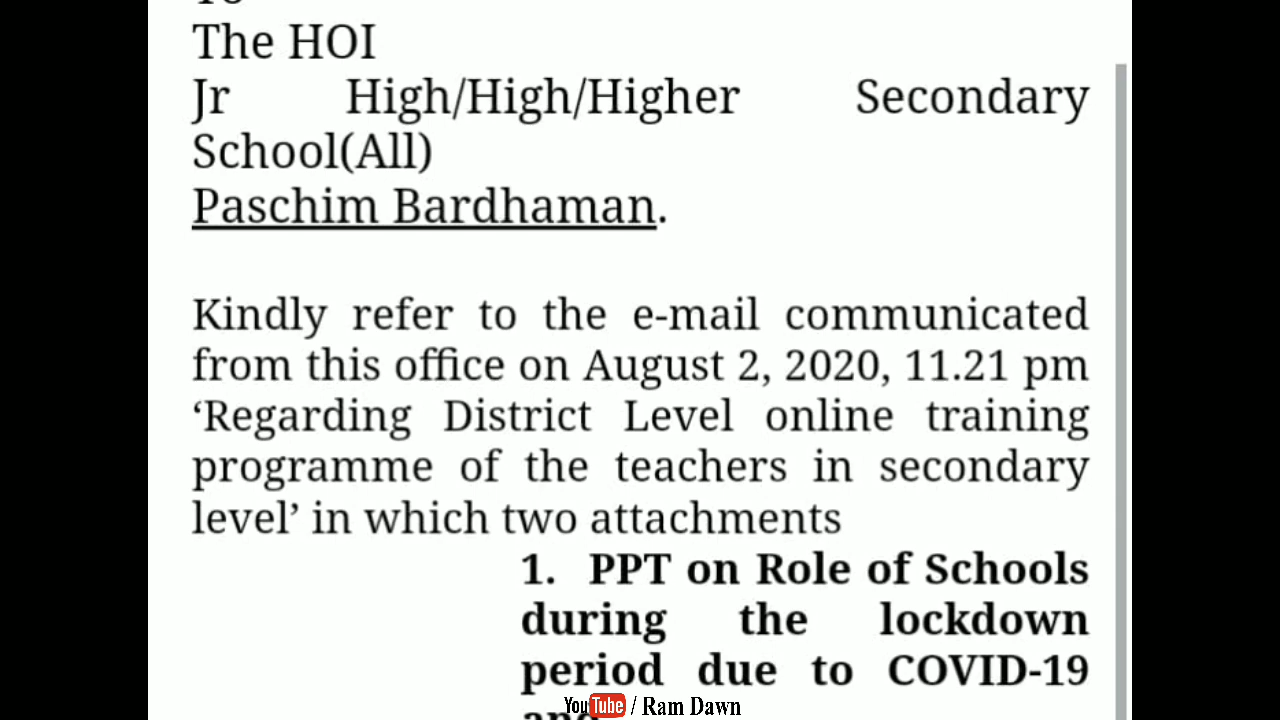 To
The HOI
Jr High/High/Higher Secondary
School(All)
Paschim Bardhaman.
Kindly refer to the e-mail communicated
from this office on August 2, 2020, 11.21 pm
‘Regarding District Level online training
programme of the teachers in secondary
level’ in which two attachments
1. PPT on Role of Schools
during the lockdown
period due to COVID-19
and
YouTube / Ram Dawn